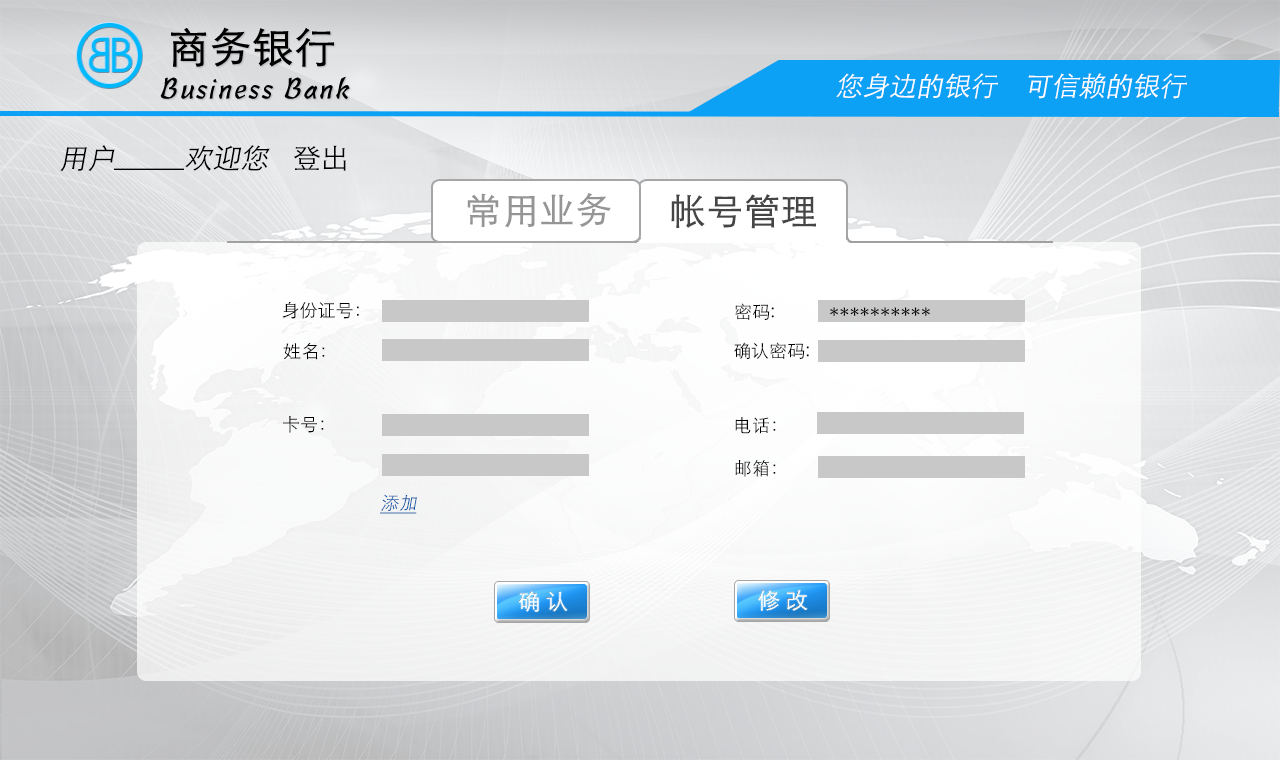 商务银行
Business Bank
您身边的银行 可信赖的银行
用户_____欢迎您 登出
常用业务 帐号管理
身份证号:
姓名:
卡号:
添加
密码: **********
确认密码:
电话:
邮箱:
确认 修改